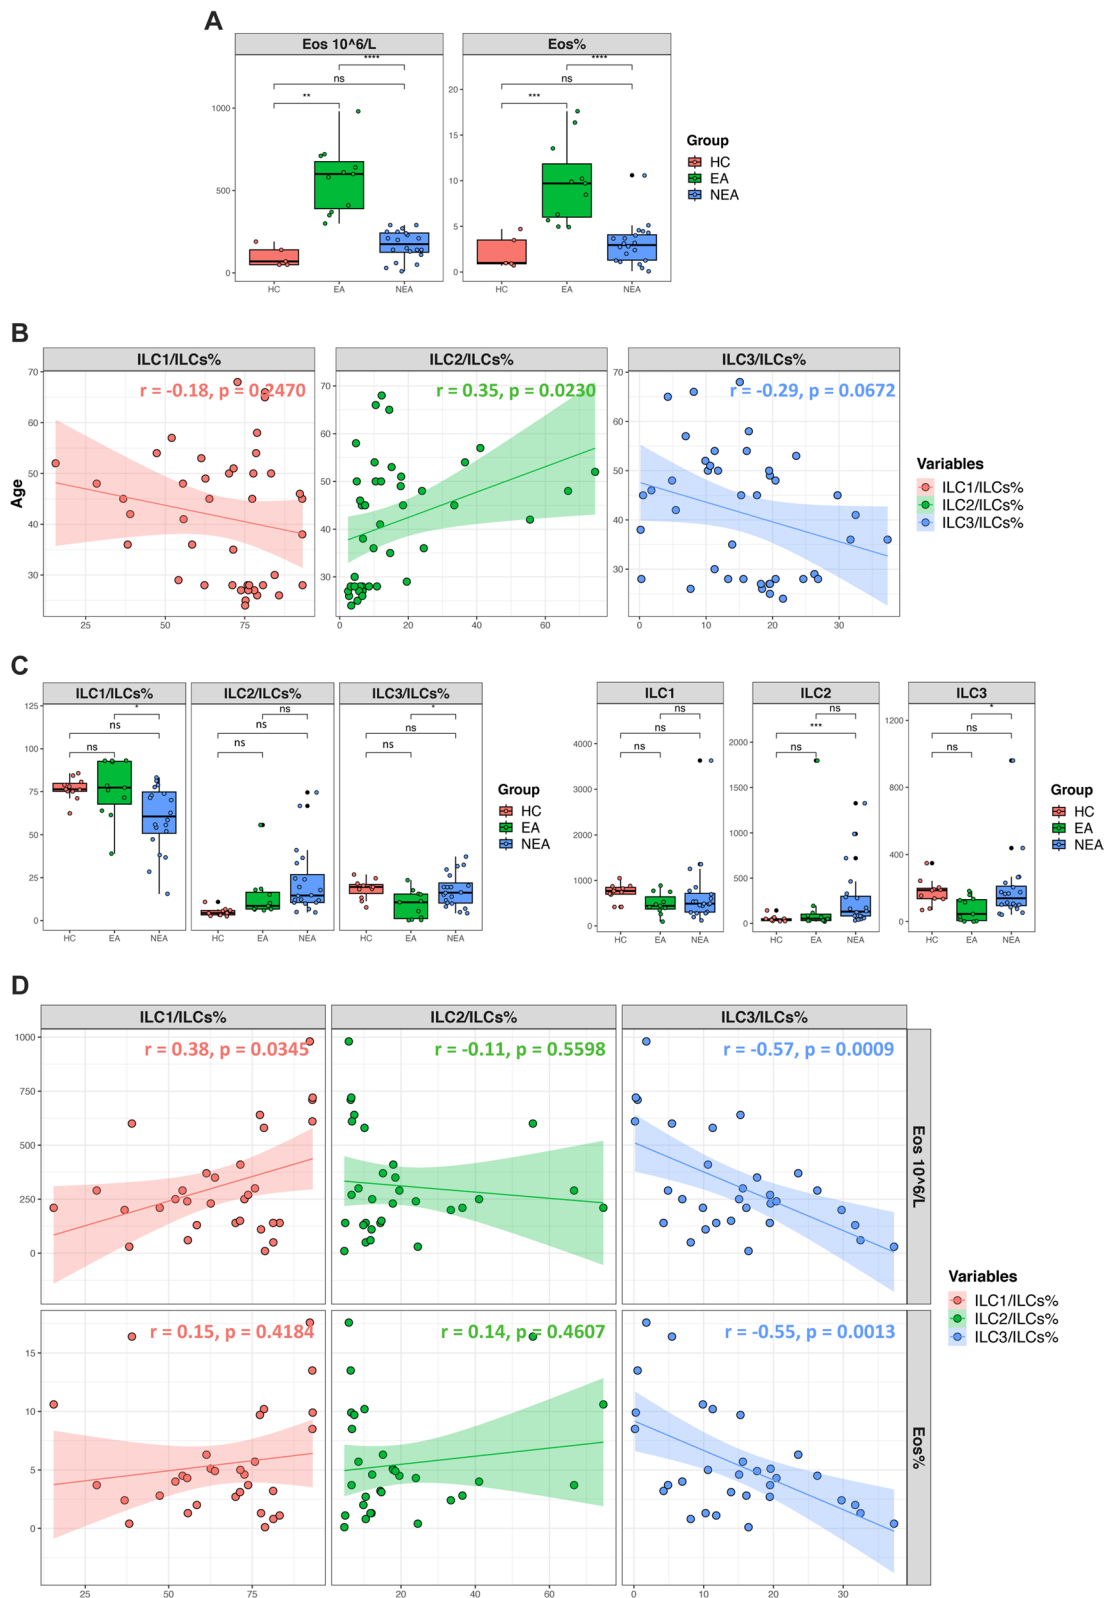 A
Eos 10^6/L
Eos%
****
ns
**
****
ns
***
1000
500
0
20
15
10
5
0
HC
EA
NEA
HC
EA
NEA
Group
HC
EA
NEA
B
ILC1/ILCs%
ILC2/ILCs%
ILC3/ILCs%
r = -0.18, p = 0.2470
r = 0.35, p = 0.0230
r = -0.29, p = 0.0672
Age
70
60
50
40
30
70
60
50
40
30
70
60
50
40
30
25
50
75
0
20
40
60
0
10
20
30
Variables
ILC1/ILCs%
ILC2/ILCs%
ILC3/ILCs%
C
ILC1/ILCs%
ILC2/ILCs%
ILC3/ILCs%
*
ns
ns
ns
ns
ns
*
ns
ns
125
100
75
50
25
0
HC
EA
NEA
HC
EA
NEA
HC
EA
NEA
Group
HC
EA
NEA
ILC1
ILC2
ILC3
ns
ns
ns
ns
***
ns
*
ns
ns
4000
3000
2000
1000
0
2000
1500
1000
500
0
1200
800
400
0
HC
EA
NEA
HC
EA
NEA
HC
EA
NEA
Group
HC
EA
NEA
D
ILC1/ILCs%
ILC2/ILCs%
ILC3/ILCs%
r = 0.38, p = 0.0345
r = -0.11, p = 0.5598
r = -0.57, p = 0.0009
1000
750
500
250
0
Eos 10^6/L
r = 0.15, p = 0.4184
r = 0.14, p = 0.4607
r = -0.55, p = 0.0013
15
10
5
0
Eos%
25
50
75
20
40
60
0
10
20
30
Variables
ILC1/ILCs%
ILC2/ILCs%
ILC3/ILCs%